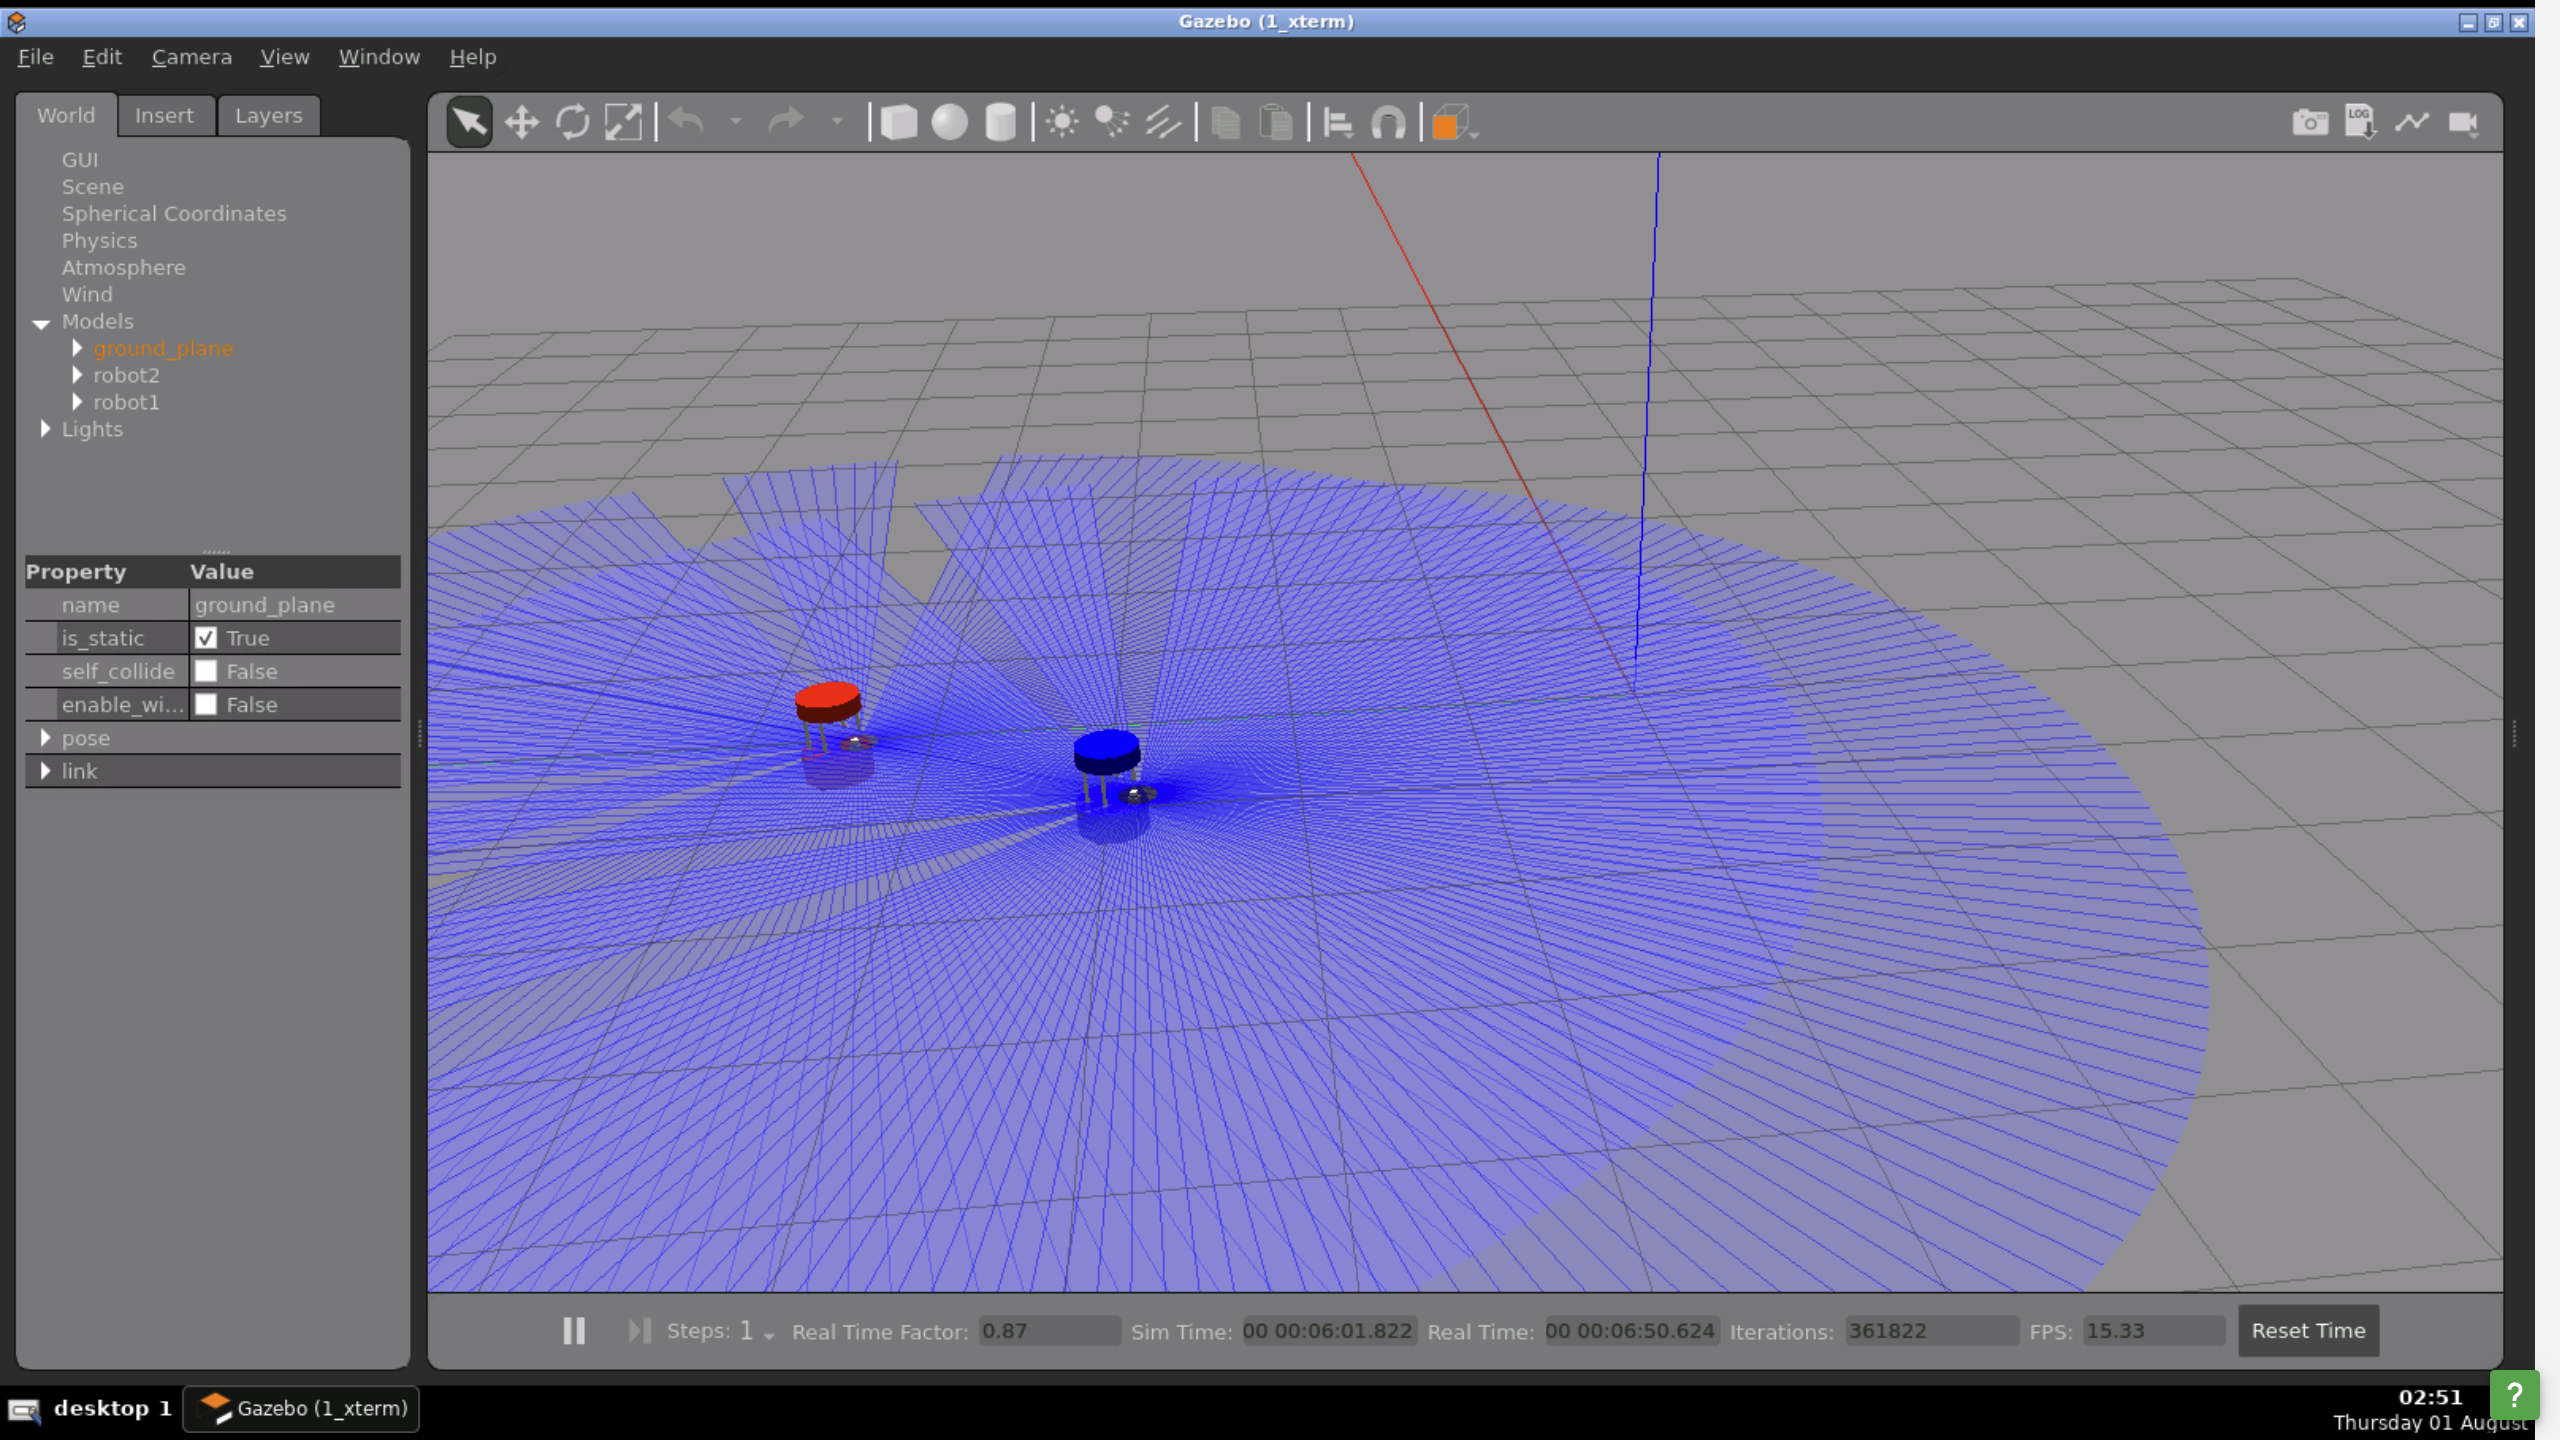 Gazebo (1_xterm)
File Edit Camera View Window Help
World Insert Layers
LOG
GUI
Scene
Spherical Coordinates
Physics
Atmosphere
Wind
Models
ground_plane
robot2
robot1
Lights
Property Value
name ground_plane
is_static True
self_collide False
enable_wi... False
pose
link
Steps: 1 Real Time Factor: 0.87 Sim Time: 00 00:06:01.822 Real Time: 00 00:06:50.624 Iterations: 361822 FPS: 15.33 Reset Time
desktop 1 Gazebo (1_xterm) 02:51
Thursday 01 August
?